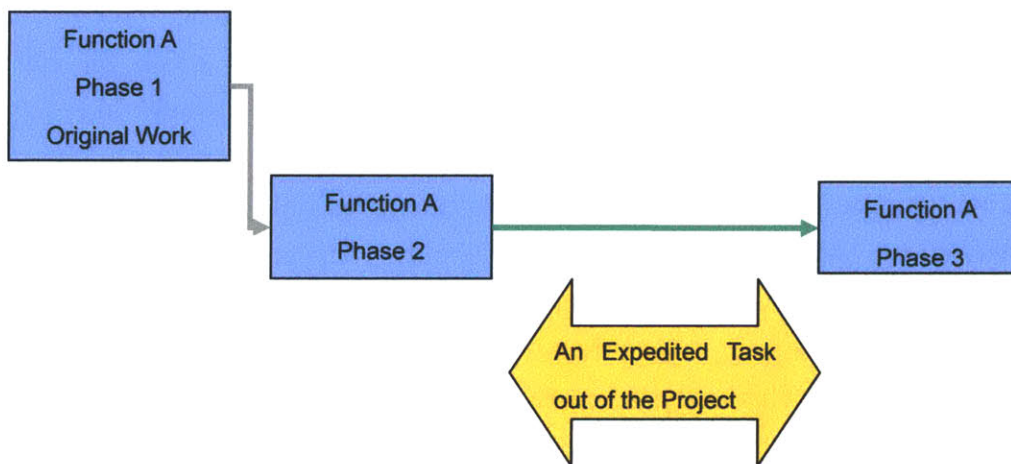 Function A
Phase 1
Original Work
Function A
Phase 2
Function A
Phase 3
An Expedited Task
out of the Project